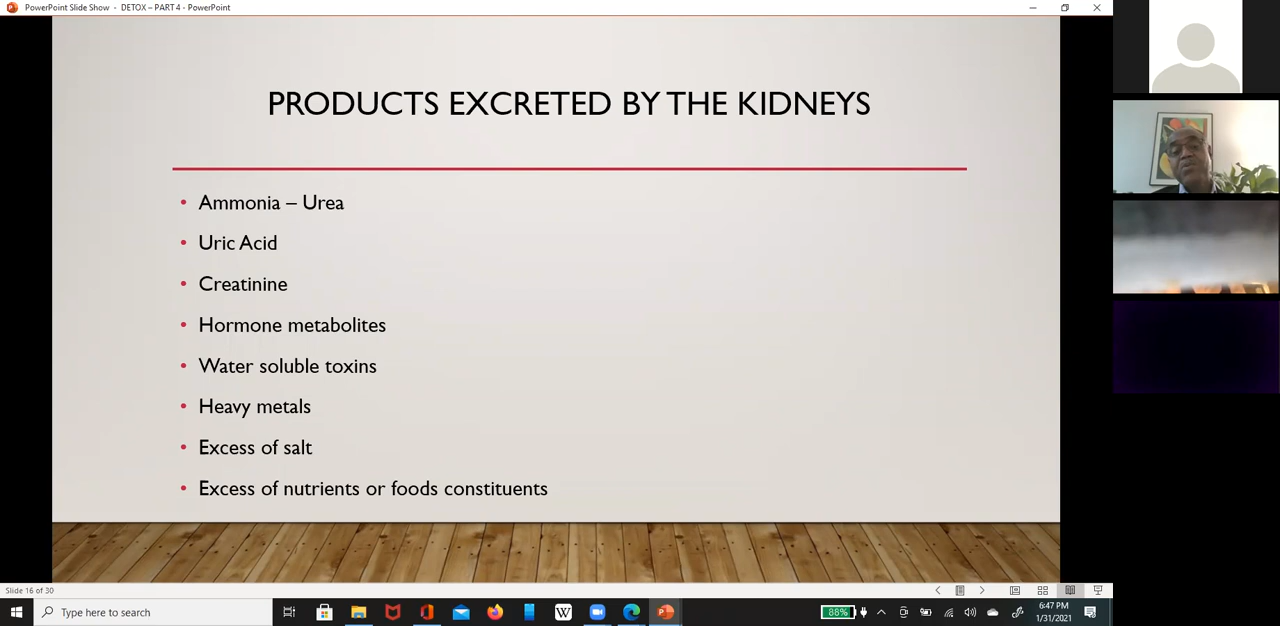 PowerPoint Slide Show - DETOX – PART 4 - PowerPoint
PRODUCTS EXCRETED BY THE KIDNEYS
• Ammonia – Urea
• Uric Acid
• Creatinine
• Hormone metabolites
• Water soluble toxins
• Heavy metals
• Excess of salt
• Excess of nutrients or foods constituents
Slide 16 of 30
Type here to search
W
88%
6:47 PM
1/31/2021